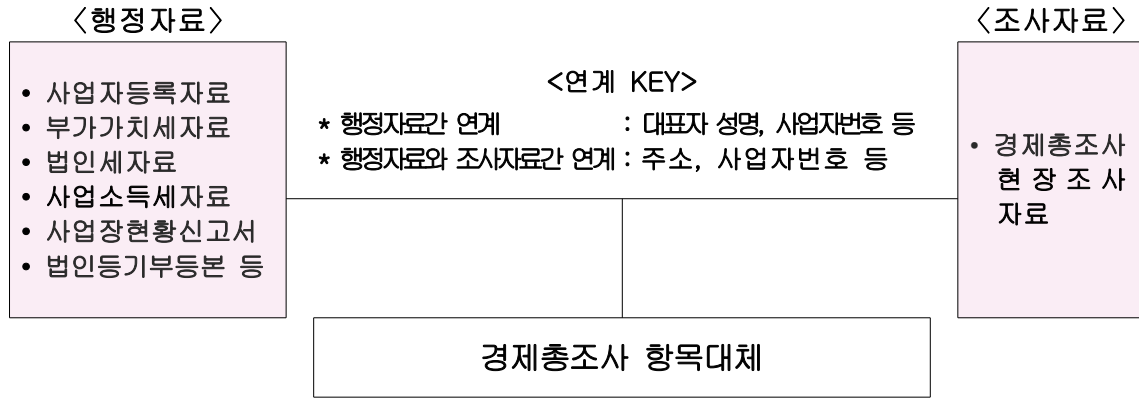 〈행정자료〉
• 사업자등록자료
• 부가가치세자료
• 법인세자료
• 사업소득세자료
• 사업장현황신고서
• 법인등기부등본 등
<연계 KEY>
* 행정자료간 연계 : 대표자 성명, 사업자번호 등
* 행정자료와 조사자료간 연계 : 주소, 사업자번호 등
〈조사자료〉
• 경제총조사
현 장 조 사
자료
경제총조사 항목대체